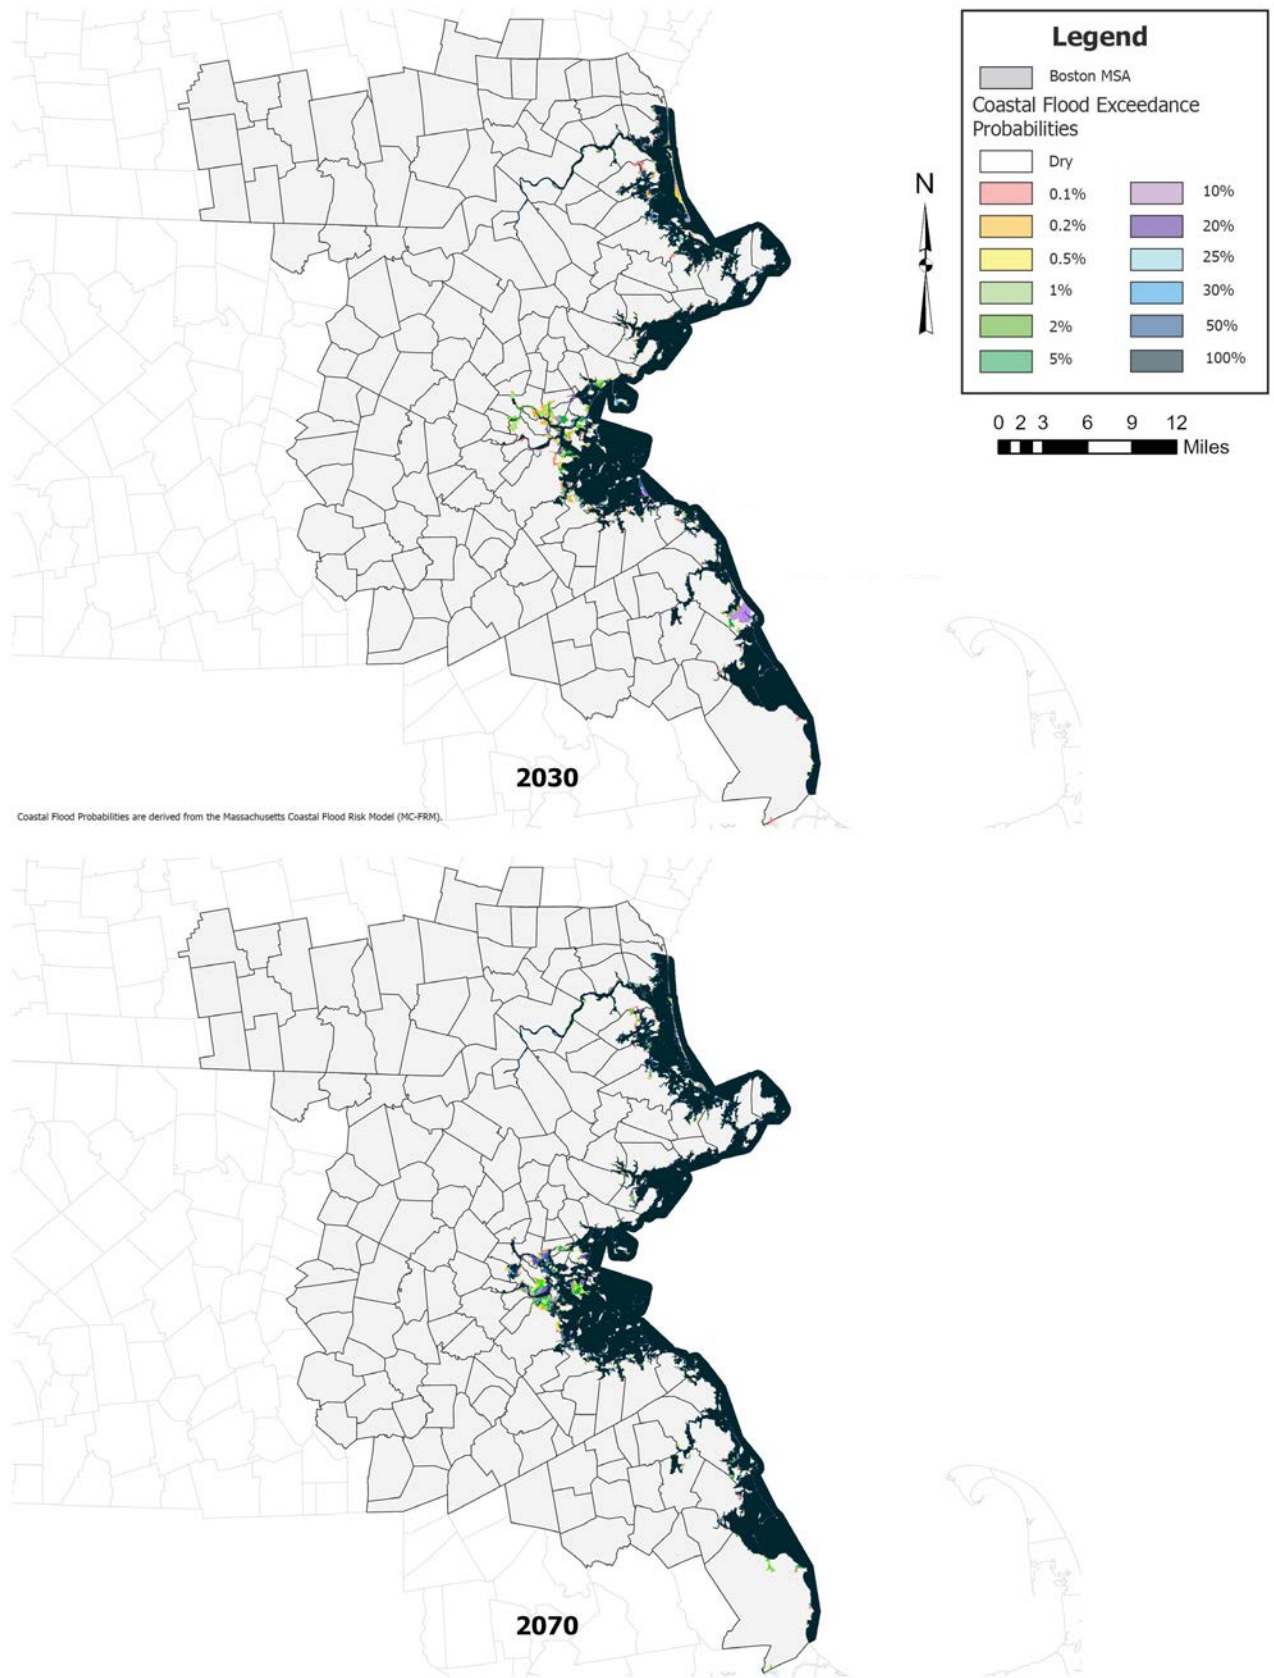 Legend
Boston MSA
Coastal Flood Exceedance
Probabilities
Dry
0.1%
10%
0.2%
20%
0.5%
25%
1%
30%
2%
50%
5%
100%
N
0 2 3 6 9 12
Miles
2030
Coastal Flood Probabilities are derived from the Massachusetts Coastal Flood Risk Model (MC-FRM).
2070